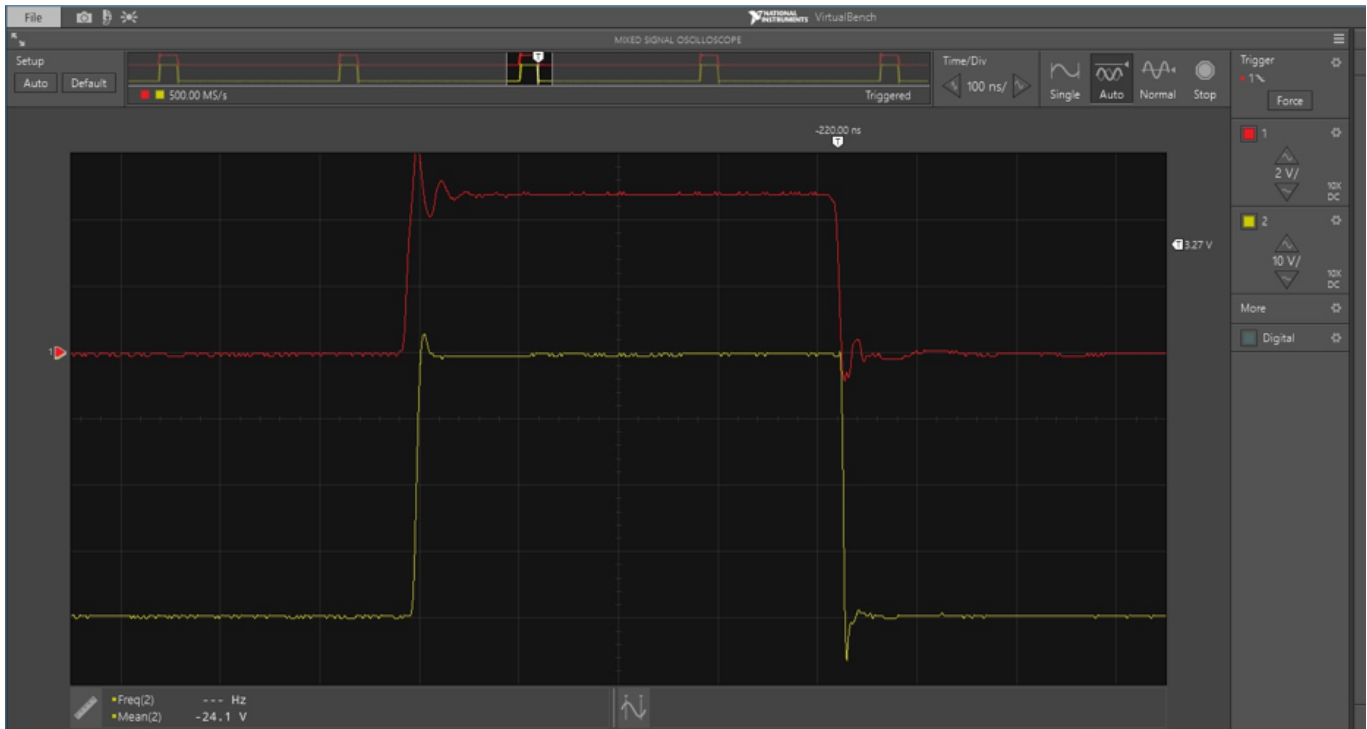 File
NATIONAL INSTRUMENTS VirtualBench
MIXED SIGNAL OSCILLOSCOPE
Setup
Auto Default
500.00 MS/s
Triggered
Time/Div
100 ns/
Single Auto Normal Stop
Trigger
1
Force
-220.00 ns
T
T
1
2 V/
10X
DC
T 3.27 V
2
10 V/
10X
DC
More
Digital
1
Freq(2) --- Hz
Mean(2) -24.1 V